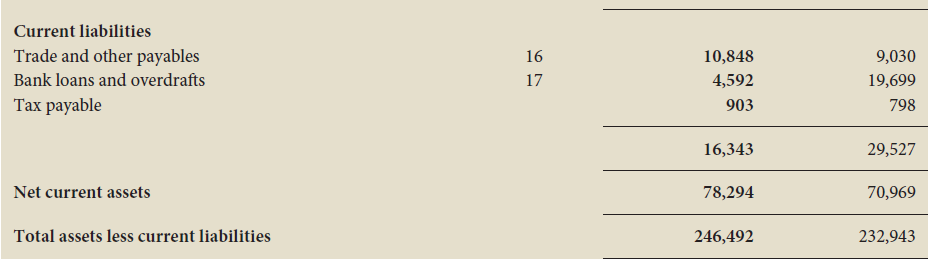 Current liabilities
Trade and other payables 16 10,848 9,030
Bank loans and overdrafts 17 4,592 19,699
Tax payable 903 798
16,343 29,527
Net current assets 78,294 70,969
Total assets less current liabilities 246,492 232,943